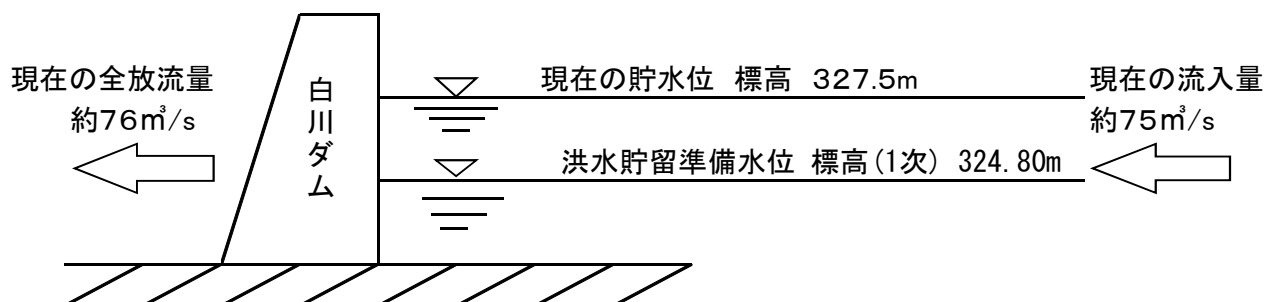 現在の全放流量
約76㎥/s
白川ダム
現在の貯水位 標高 327.5m
洪水貯留準備水位 標高(1次) 324.80m
現在の流入量
約75㎥/s